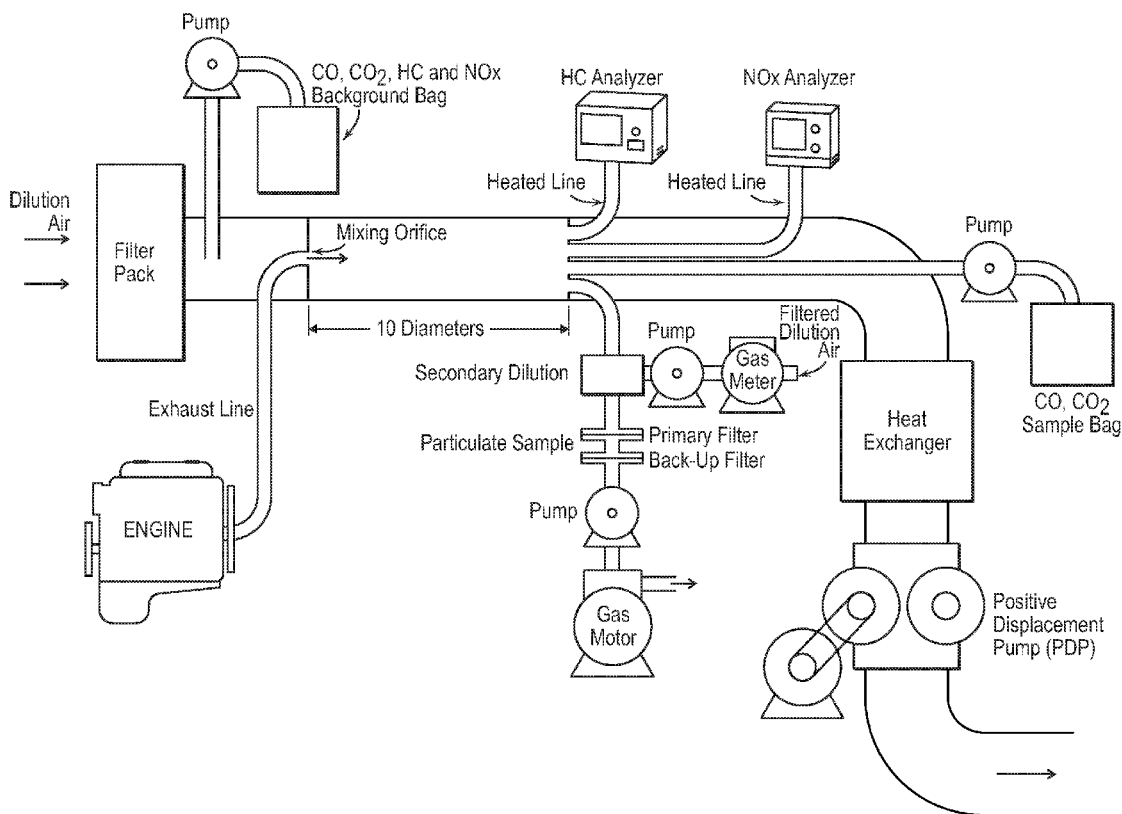 Pump
CO, CO2, HC and NOx
Background Bag
HC Analyzer
NOx Analyzer
Heated Line
Heated Line
Dilution
Air
Filter
Pack
Mixing Orifice
Pump
10 Diameters
Exhaust Line
ENGINE
Secondary Dilution
Pump
Gas
Meter
Filtered
Dilution
Air
CO, CO2
Sample Bag
Particulate Sample
Primary Filter
Back-Up Filter
Heat
Exchanger
Pump
Gas
Motor
Positive
Displacement
Pump (PDP)